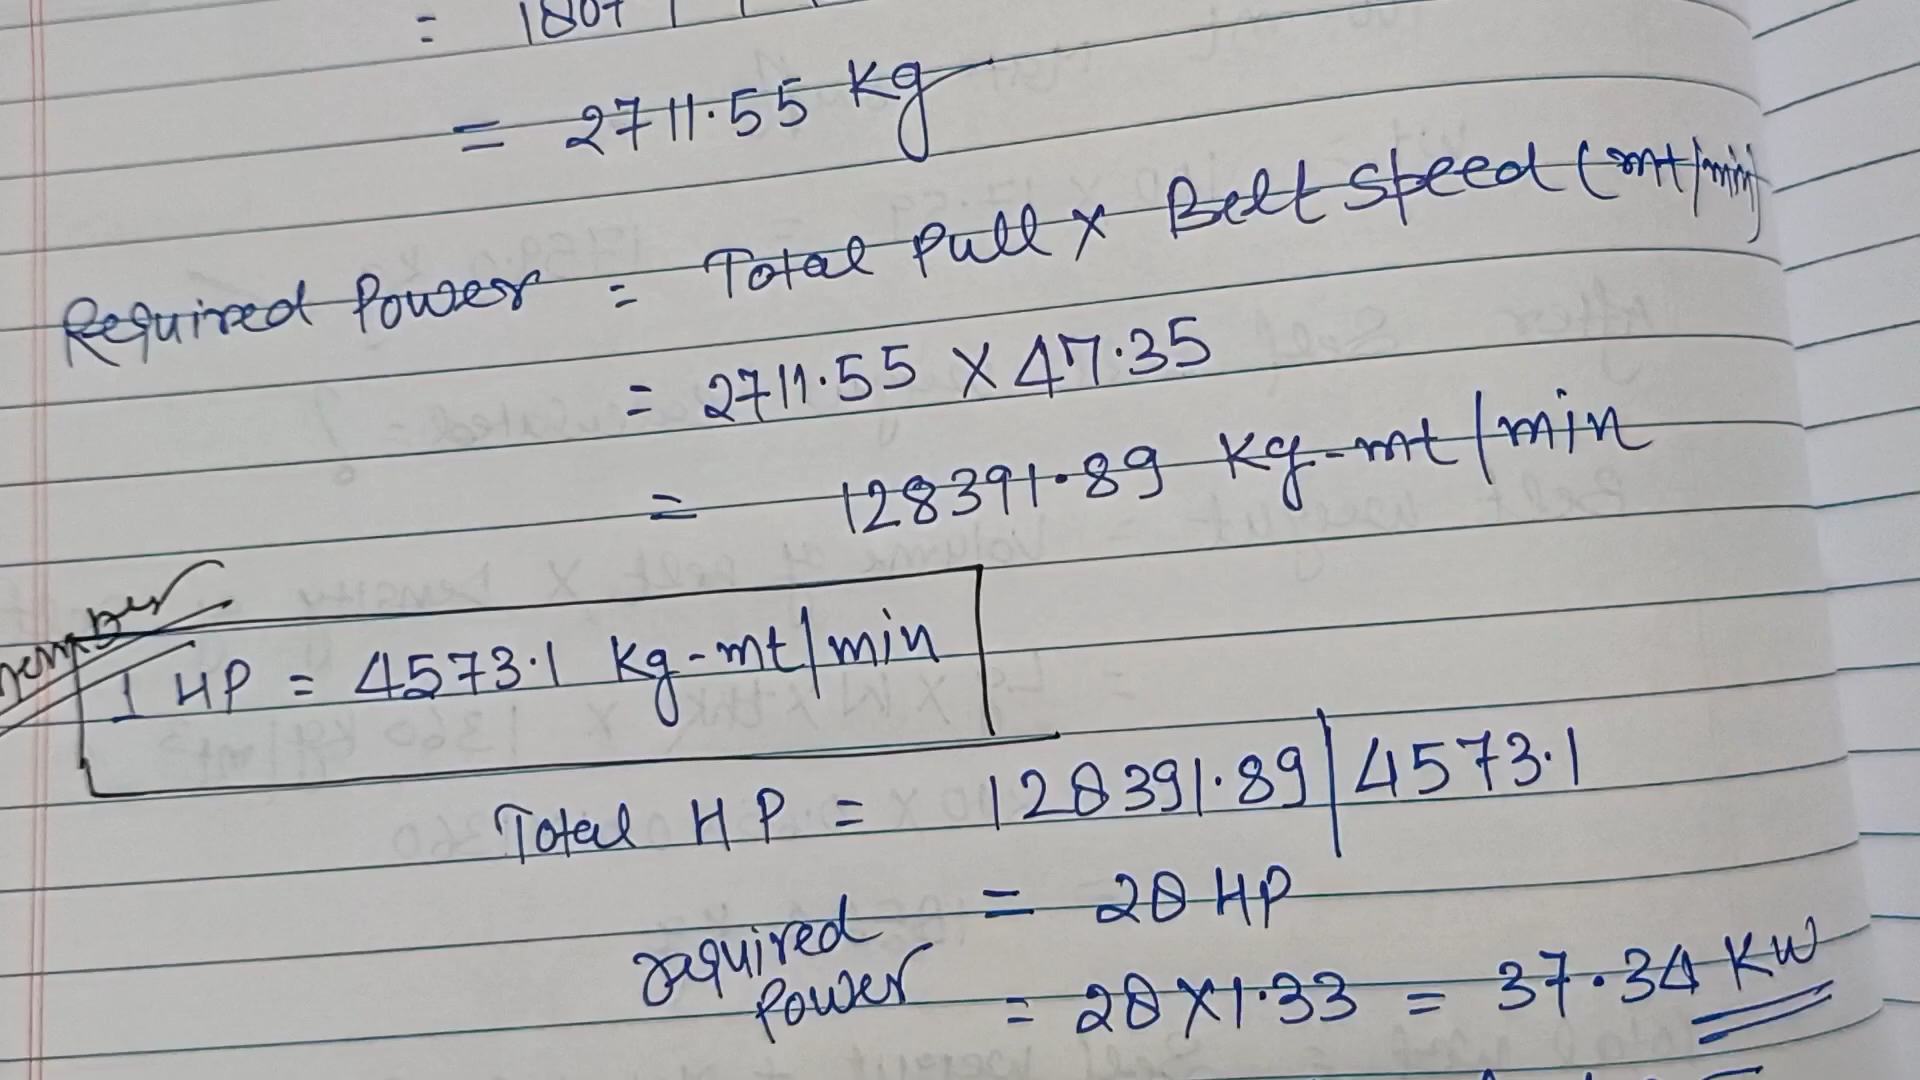 = 1807
= 2711.55 Kg
Required Power = Total Pull x Belt Speed (mt/min)
= 2711.55 X 47.35
= 128391.89 Kg-mt/min
1 HP = 4573.1 Kg-mt/min
Total HP = 128391.89/4573.1
= 28 HP
required Power = 28 X 1.33 = 37.34 KW